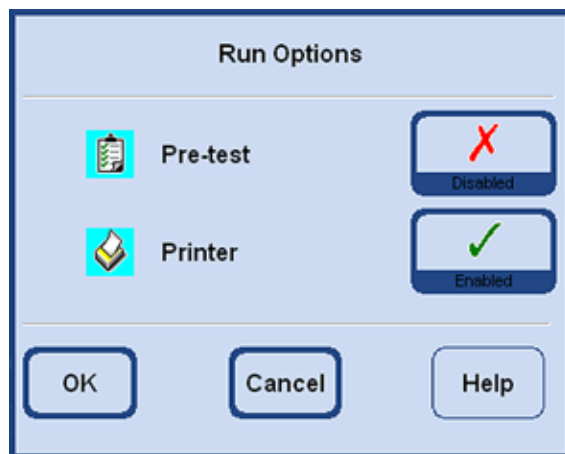 Run Options
Pre-test
Disabled
Printer
Enabled
OK
Cancel
Help